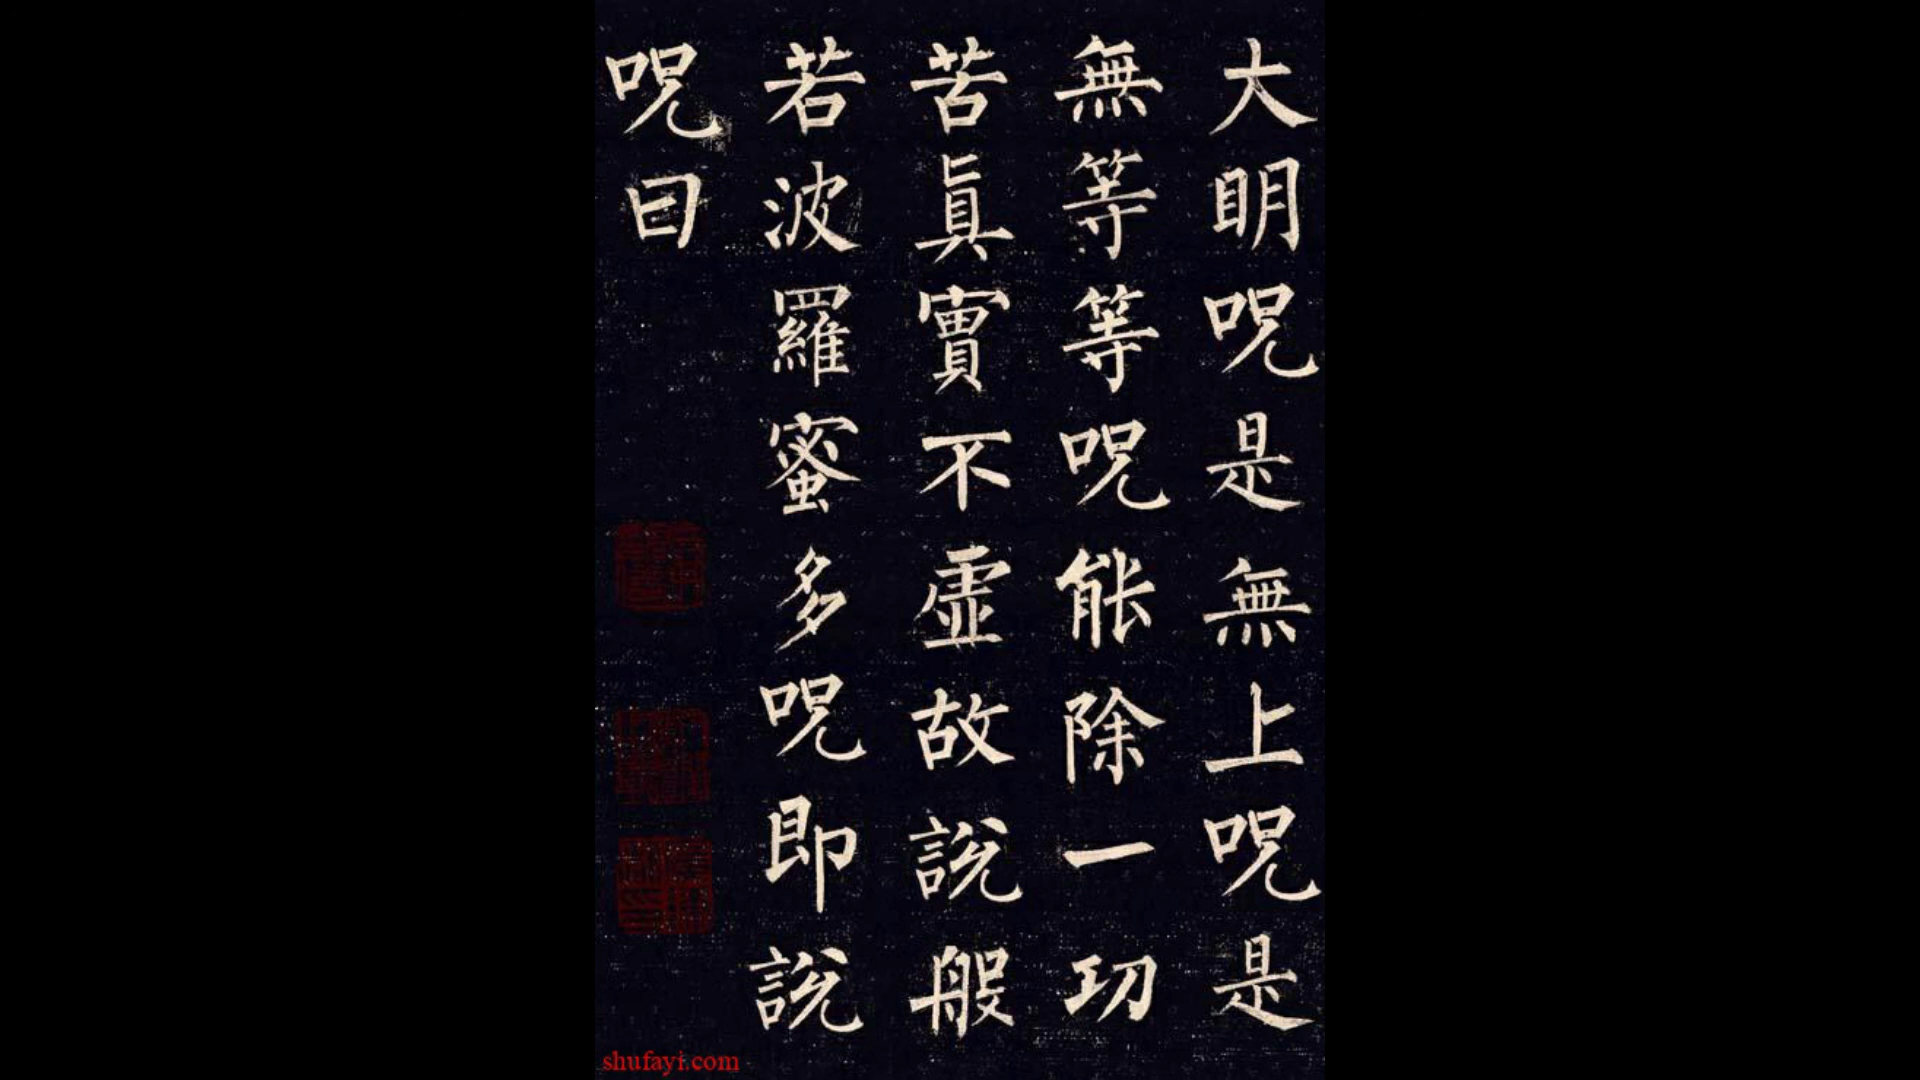 大明呪是無上呪是
無等等呪能除一切
苦眞實不虛故說般
若波羅蜜多呪即說
呪曰
shufayi.com